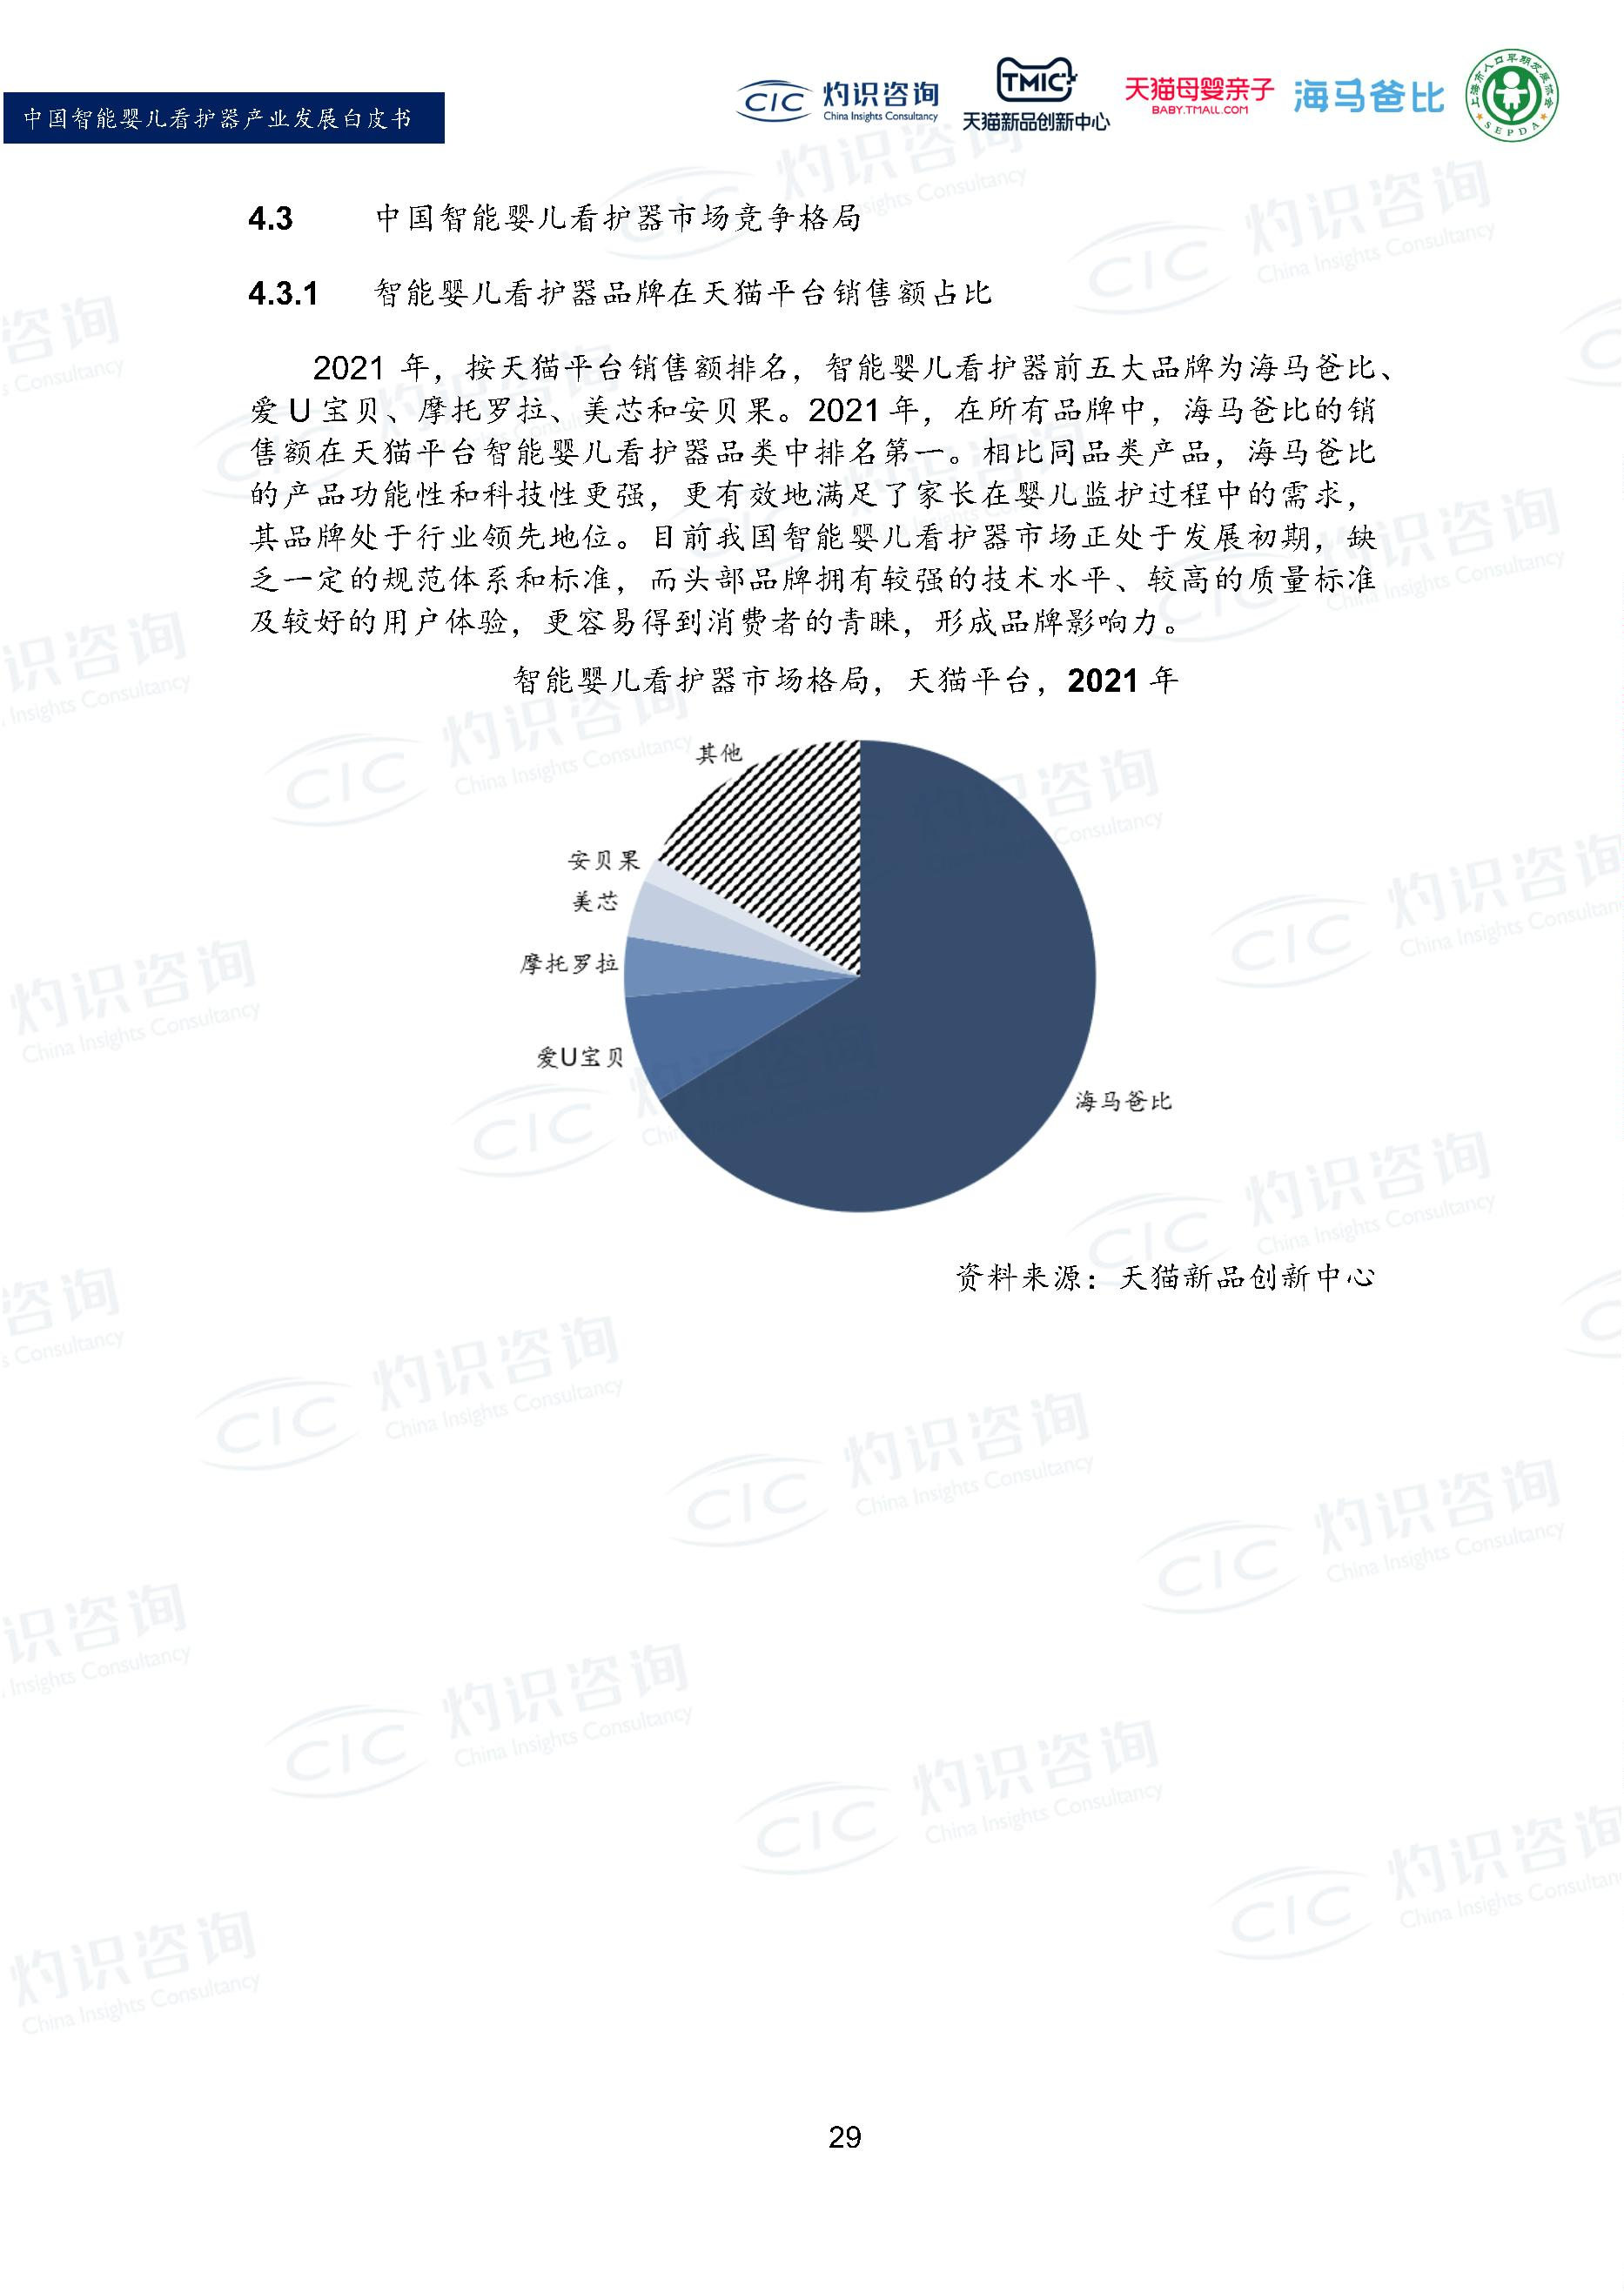 中国智能婴儿看护器产业发展白皮书
CIC 灼识咨询
China Insights Consultancy
TMIC
天猫新品创新中心
天猫母婴亲子
BABY.TMALL.COM
海马爸比
上海市人口早期发展协会
SEPDA
4.3 中国智能婴儿看护器市场竞争格局
4.3.1 智能婴儿看护器品牌在天猫平台销售额占比
2021 年，按天猫平台销售额排名，智能婴儿看护器前五大品牌为海马爸比、
爱 U 宝贝、摩托罗拉、美芯和安贝果。2021 年，在所有品牌中，海马爸比的销
售额在天猫平台智能婴儿看护器品类中排名第一。相比同品类产品，海马爸比
的产品功能性和科技性更强，更有效地满足了家长在婴儿监护过程中的需求，
其品牌处于行业领先地位。目前我国智能婴儿看护器市场正处于发展初期，缺
乏一定的规范体系和标准，而头部品牌拥有较强的技术水平、较高的质量标准
及较好的用户体验，更容易得到消费者的青睐，形成品牌影响力。
智能婴儿看护器市场格局，天猫平台，2021 年
其他
安贝果
美芯
摩托罗拉
爱U宝贝
海马爸比
资料来源：天猫新品创新中心
29